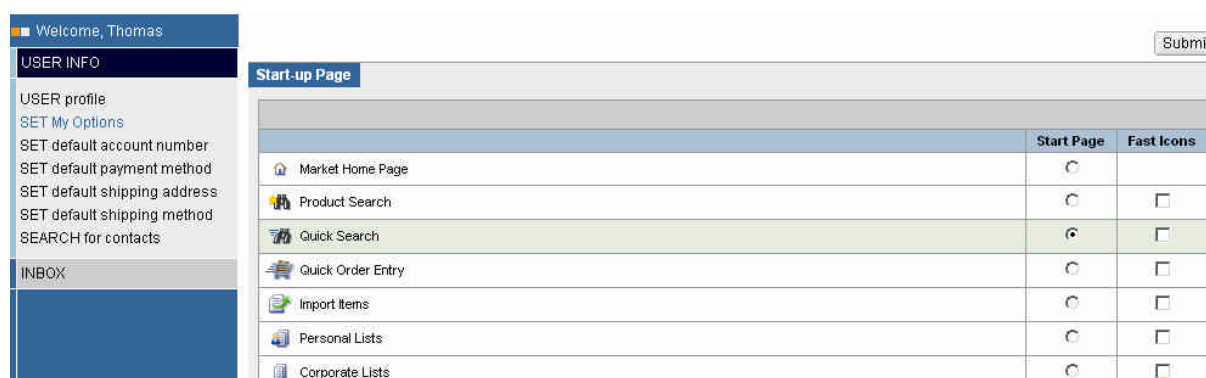 Welcome, Thomas
USER INFO
USER profile
SET My Options
SET default account number
SET default payment method
SET default shipping address
SET default shipping method
SEARCH for contacts
INBOX
Submi
Start-up Page
Start Page Fast Icons
Market Home Page
Product Search
Quick Search
Quick Order Entry
Import Items
Personal Lists
Corporate Lists